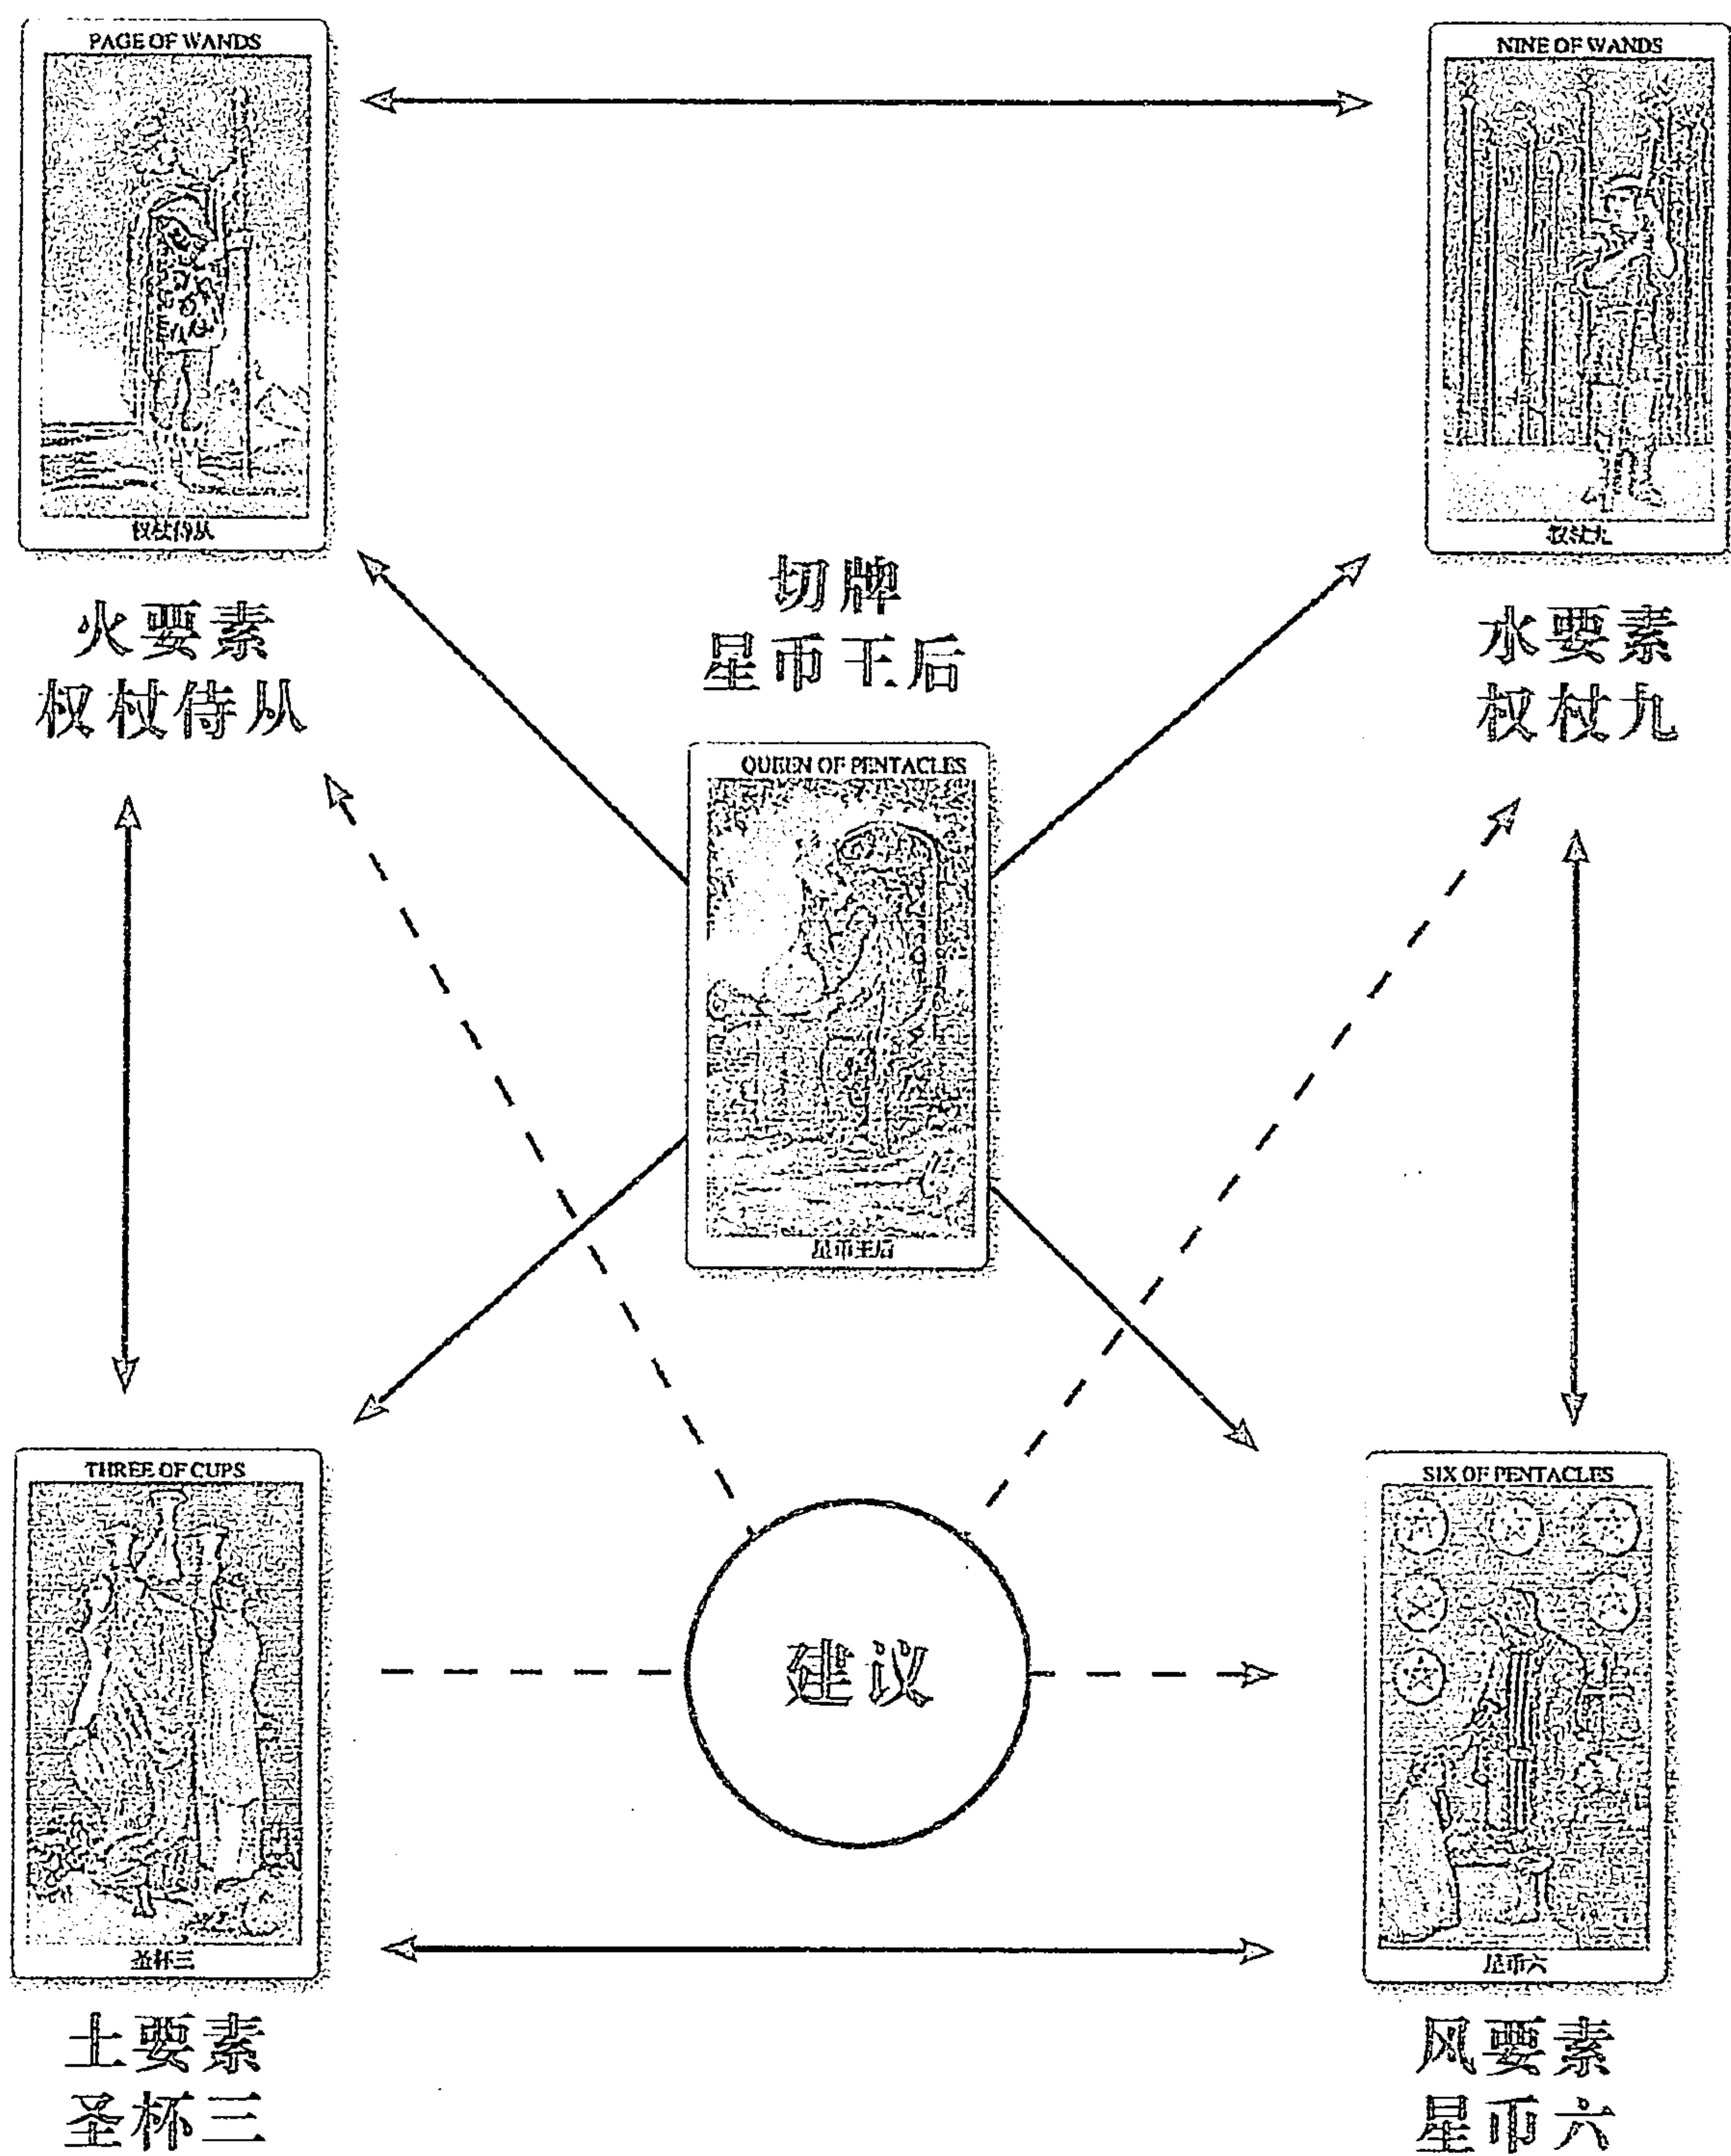 PAGE OF WANDS
权杖侍从
火要素
权杖侍从
NINE OF WANDS
权杖九
水要素
权杖九
切牌
星币王后
QUEEN OF PENTACLES
星币王后
THREE OF CUPS
圣杯三
土要素
圣杯三
建议
SIX OF PENTACLES
星币六
风要素
星币六